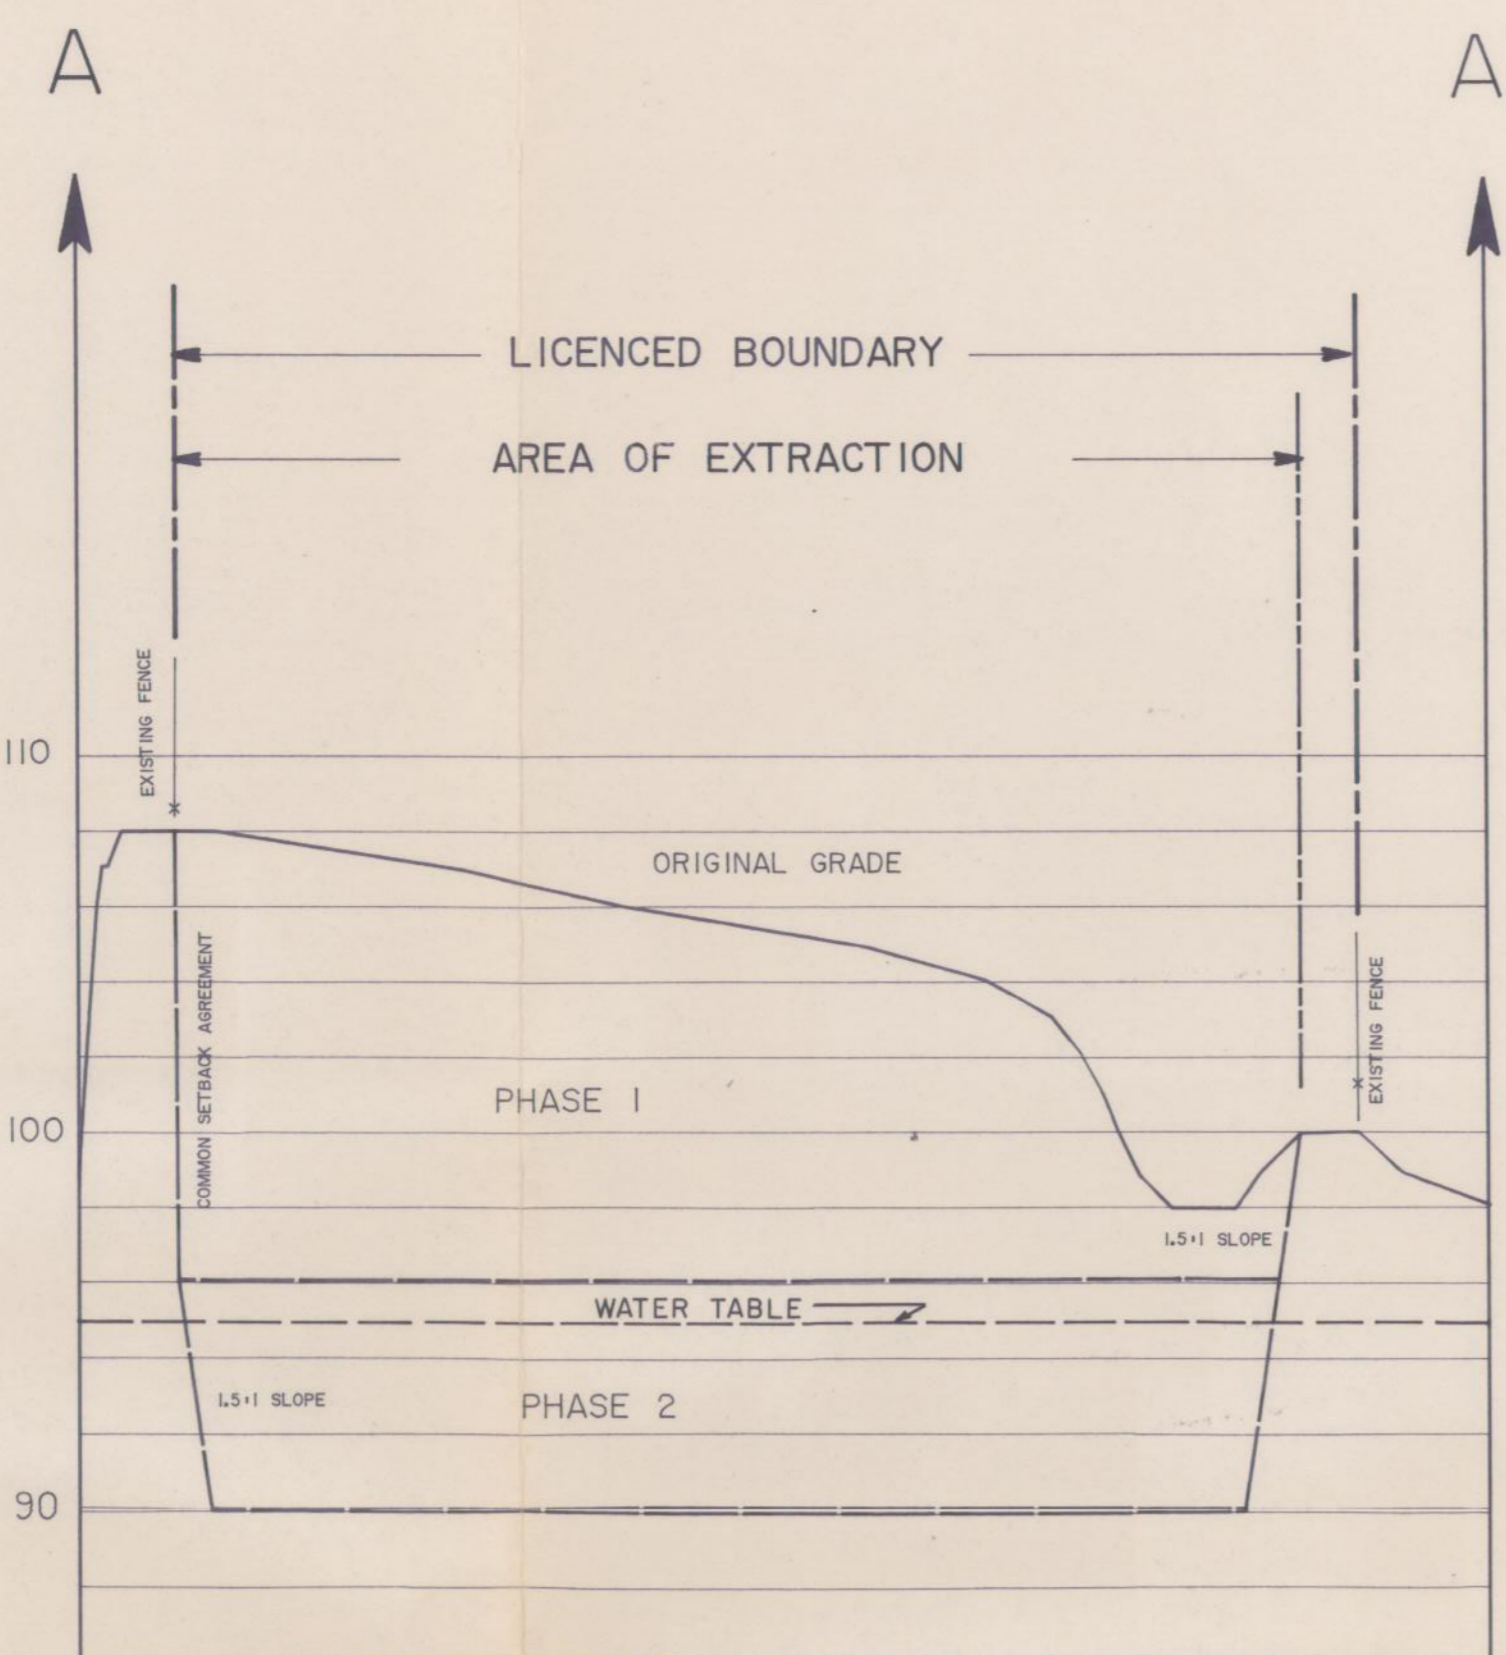 A A
LICENCED BOUNDARY
AREA OF EXTRACTION
EXISTING FENCE
110
ORIGINAL GRADE
COMMON SETBACK AGREEMENT
EXISTING FENCE
PHASE 1
100
1.5:1 SLOPE
WATER TABLE
1.5:1 SLOPE
PHASE 2
90